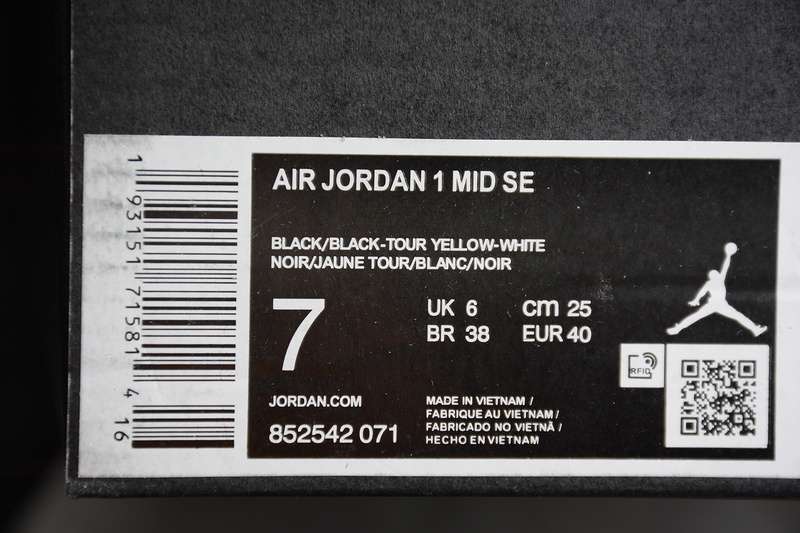 AIR JORDAN 1 MID SE
BLACK/BLACK-TOUR YELLOW-WHITE
NOIR/JAUNE TOUR/BLANC/NOIR
7
UK 6 cm 25
BR 38 EUR 40
RFID
JORDAN.COM
852542 071
MADE IN VIETNAM /
FABRIQUE AU VIETNAM /
FABRICADO NO VIETNÃ /
HECHO EN VIETNAM
1 93151 71581 4 16